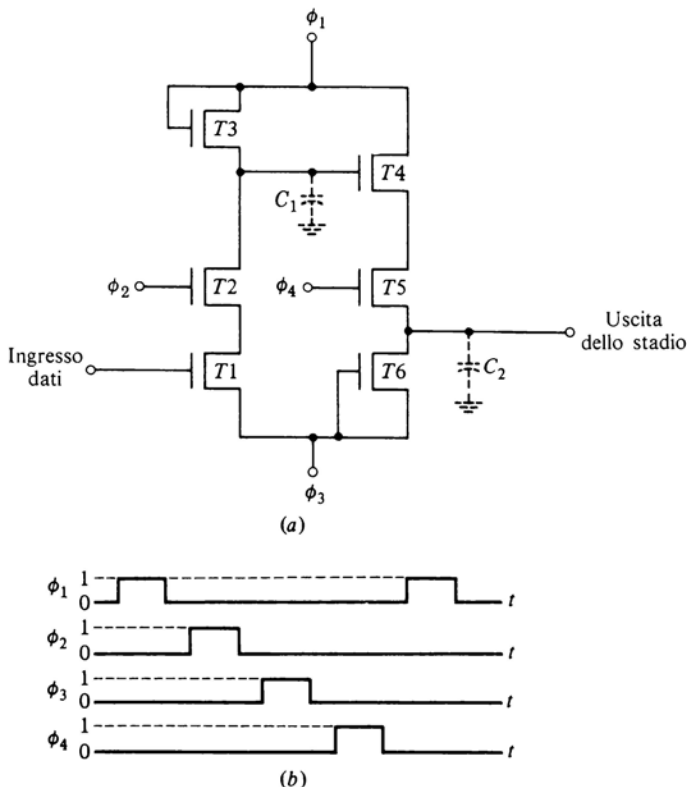 ϕ1
T3
T4
C1
ϕ2
T2
ϕ4
T5
Uscita
dello stadio
Ingresso
dati
T1
T6
C2
ϕ3
(a)
ϕ1 1 0 t
ϕ2 1 0 t
ϕ3 1 0 t
ϕ4 1 0 t
(b)